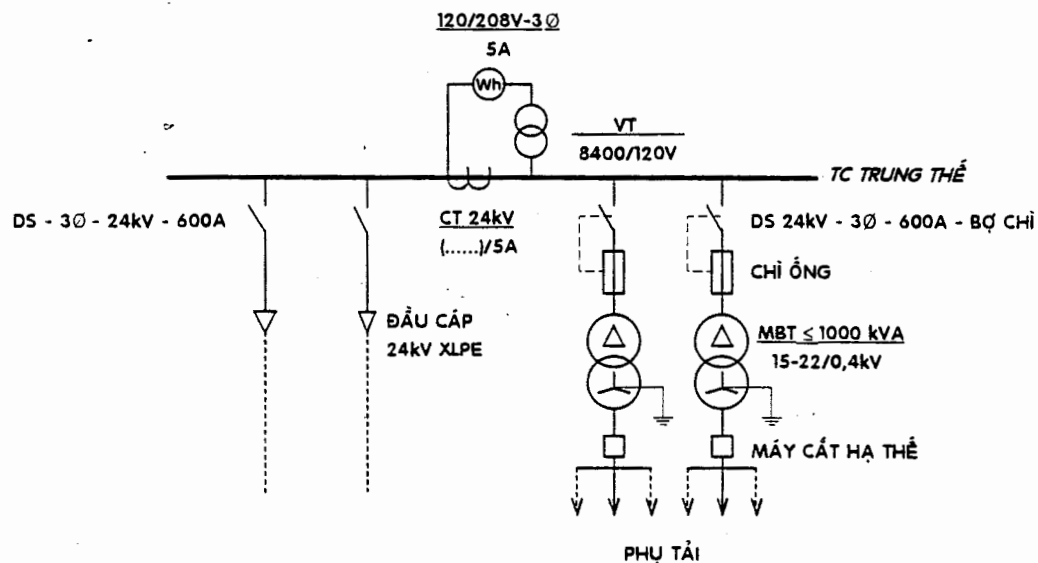 120/208V-3Ø
5A
Wh
VT
8400/120V
TC TRUNG THẾ
DS - 3Ø - 24kV - 600A
CT 24kV
(......)/5A
DS 24kV - 3Ø - 600A - BỢ CHÌ
CHÌ ỐNG
ĐẦU CÁP
24kV XLPE
MBT ≤ 1000 kVA
15-22/0,4kV
MÁY CẮT HẠ THẾ
PHỤ TẢI